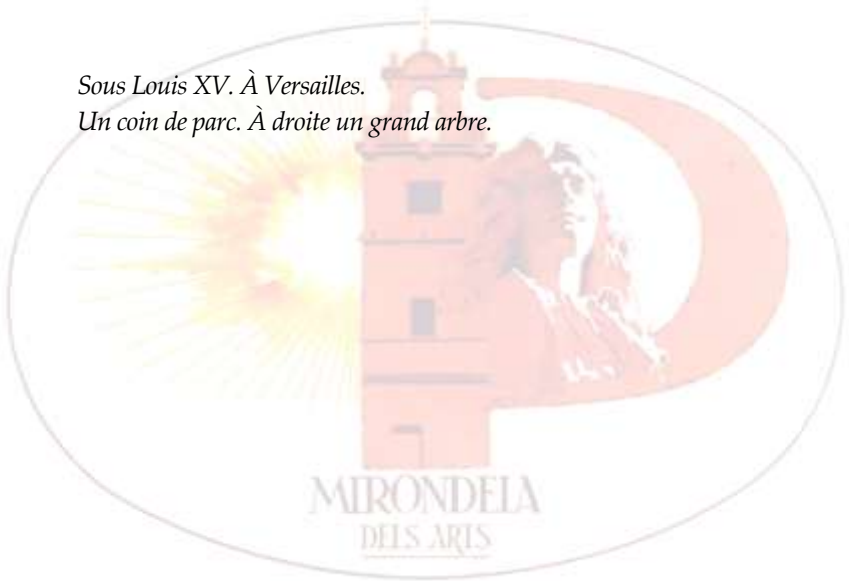 Sous Louis XV. À Versailles.
Un coin de parc. À droite un grand arbre.
MIRONDELA
DELS ARTS